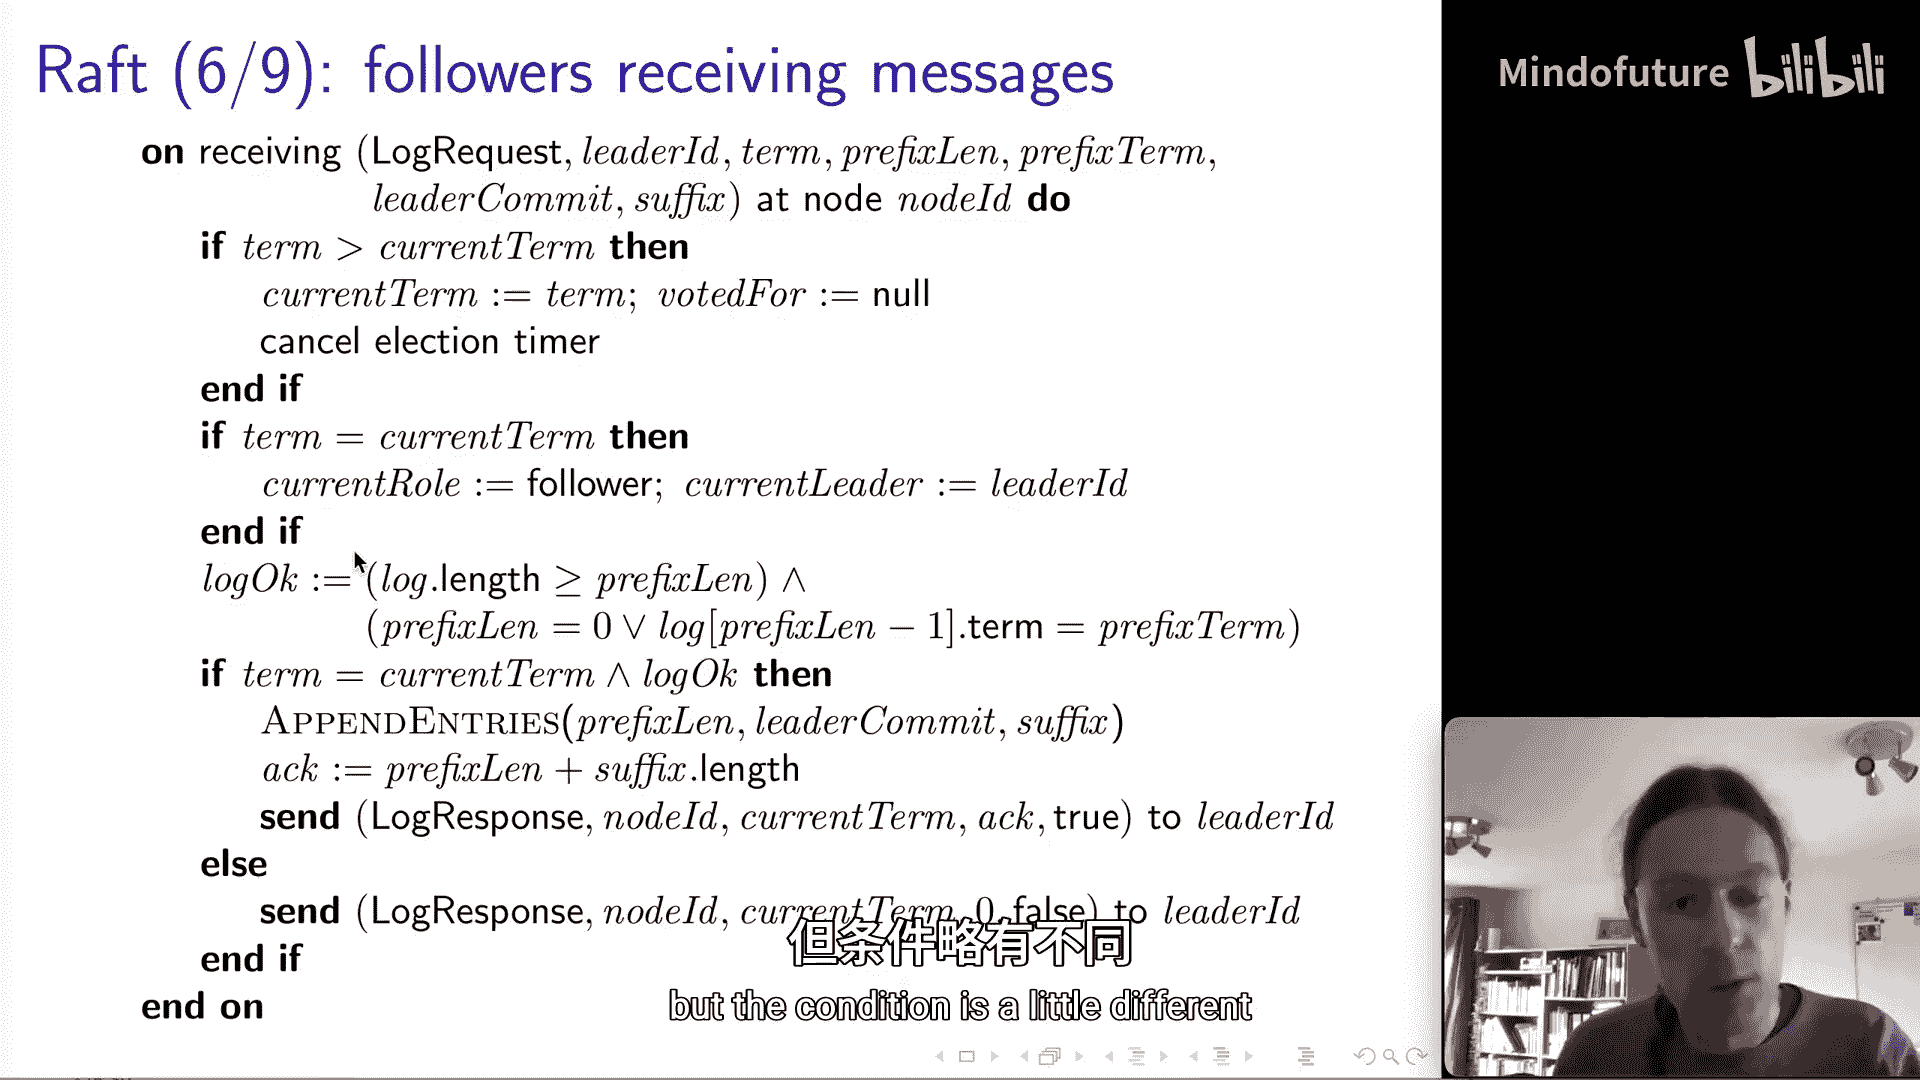 Raft (6/9): followers receiving messages
Mindofuture bilibili
on receiving (LogRequest, leaderId, term, prefixLen, prefixTerm,
leaderCommit, suffix) at node nodeId do
if term > currentTerm then
currentTerm := term; votedFor := null
cancel election timer
end if
if term = currentTerm then
currentRole := follower; currentLeader := leaderId
end if
logOk := (log.length ≥ prefixLen) ∧
(prefixLen = 0 ∨ log[prefixLen − 1].term = prefixTerm)
if term = currentTerm ∧ logOk then
APPENDENTRIES(prefixLen, leaderCommit, suffix)
ack := prefixLen + suffix.length
send (LogResponse, nodeId, currentTerm, ack, true) to leaderId
else
send (LogResponse, nodeId, currentTerm, 0, false) to leaderId
但条件略有不同
end if
but the condition is a little different
end on